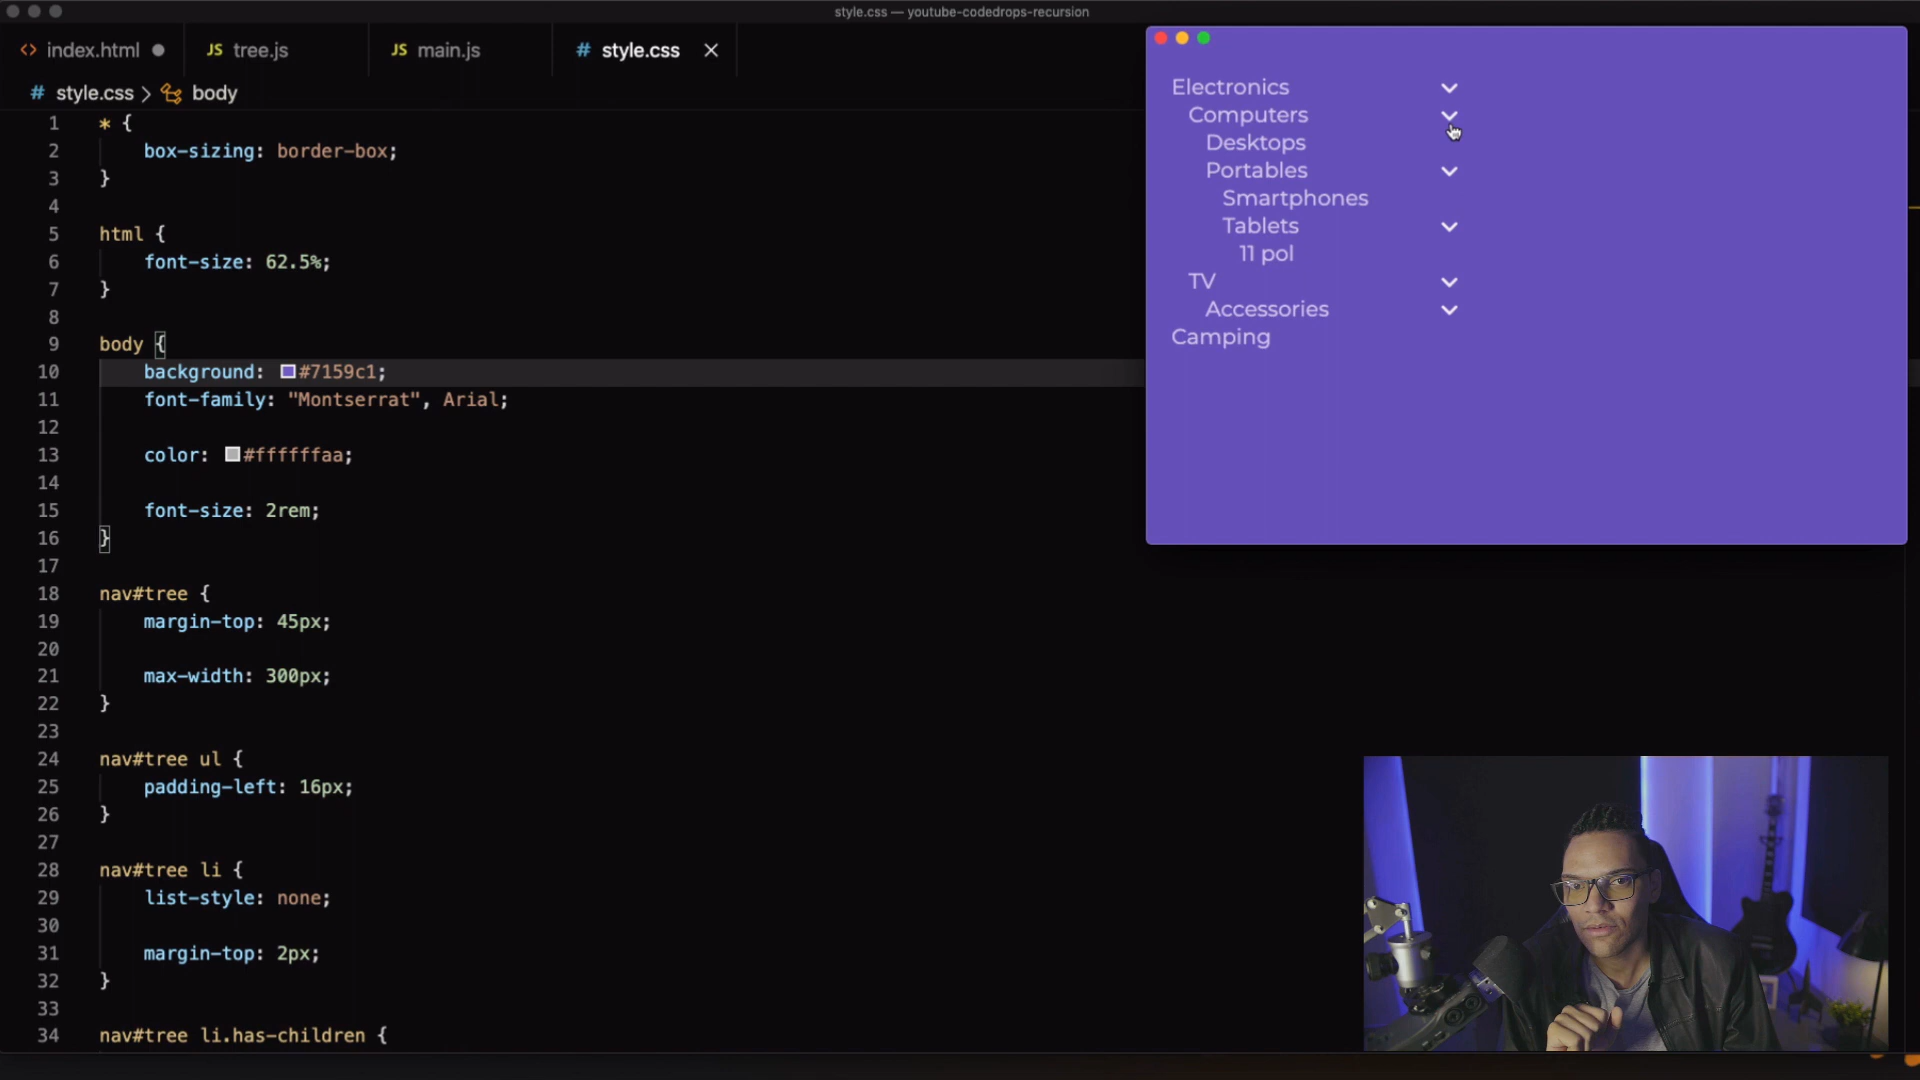 style.css — youtube-codedrops-recursion
<> index.html
JS tree.js
JS main.js
# style.css
# style.css > body
1 * {
2 box-sizing: border-box;
3 }
4
5 html {
6 font-size: 62.5%;
7 }
8
9 body {
10 background: #7159c1;
11 font-family: "Montserrat", Arial;
12
13 color: #ffffffaa;
14
15 font-size: 2rem;
16 }
17
18 nav#tree {
19 margin-top: 45px;
20
21 max-width: 300px;
22 }
23
24 nav#tree ul {
25 padding-left: 16px;
26 }
27
28 nav#tree li {
29 list-style: none;
30
31 margin-top: 2px;
32 }
33
34 nav#tree li.has-children {
Electronics
Computers
Desktops
Portables
Smartphones
Tablets
11 pol
TV
Accessories
Camping